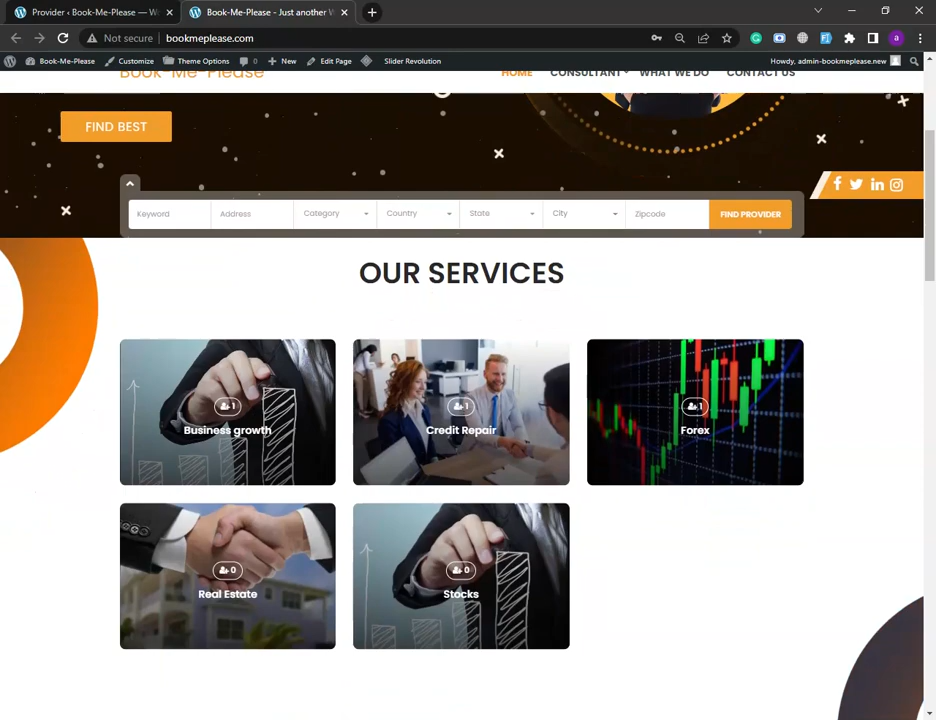 Provider ‹ Book-Me-Please — W
Book-Me-Please - Just another W
Not secure
bookmeplease.com
Book-Me-Please
Customize
Theme Options
0
New
Edit Page
Slider Revolution
Howdy, admin-bookmeplease.new
Book-Me-Please
HOME
CONSULTANT
WHAT WE DO
CONTACT US
FIND BEST
Keyword
Address
Category
Country
State
City
Zipcode
FIND PROVIDER
OUR SERVICES
1
Business growth
1
Credit Repair
1
Forex
0
Real Estate
0
Stocks